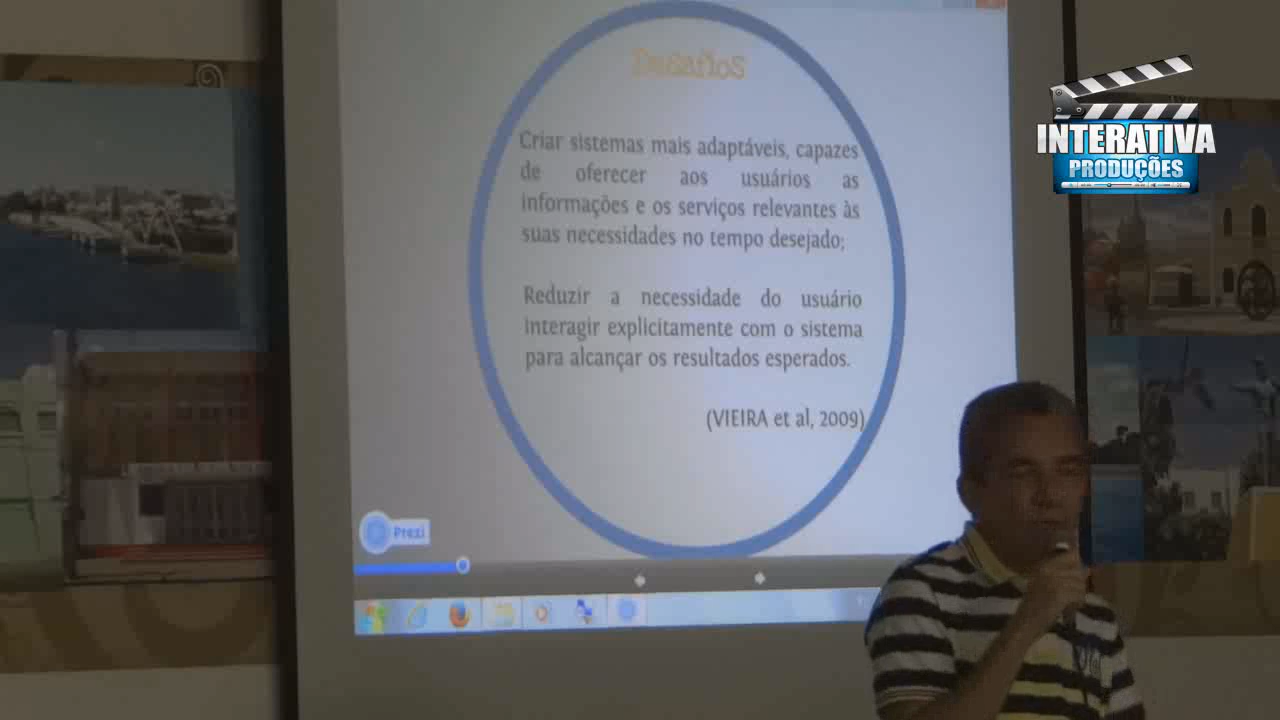 Desafios
Criar sistemas mais adaptáveis, capazes
de oferecer aos usuários as
informações e os serviços relevantes às
suas necessidades no tempo desejado;
Reduzir a necessidade do usuário
interagir explicitamente com o sistema
para alcançar os resultados esperados.
(VIEIRA et al, 2009)
Prezi
INTERATIVA
PRODUÇÕES